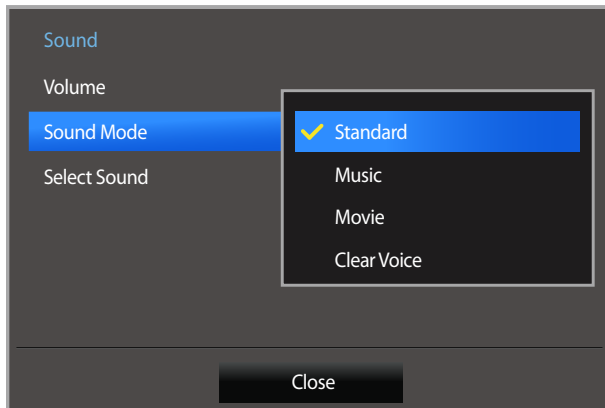 Sound
Volume
Sound Mode
Standard
Select Sound
Music
Movie
Clear Voice
Close